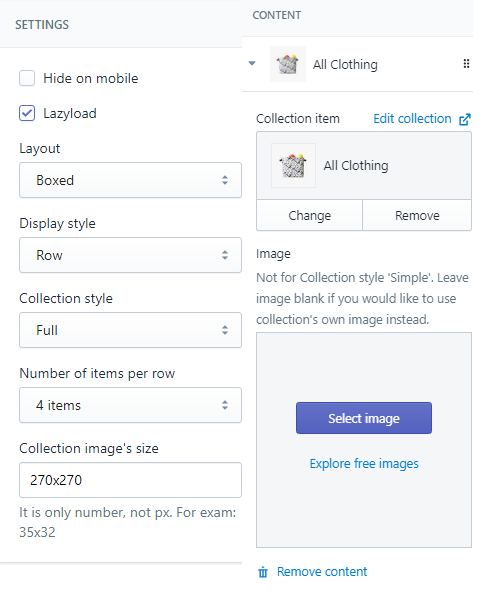 SETTINGS
Hide on mobile
Lazyload
Layout
Boxed
Display style
Row
Collection style
Full
Number of items per row
4 items
Collection image's size
270x270
It is only number, not px. For exam:
35x32
CONTENT
All Clothing
Collection item
Edit collection
All Clothing
Change
Remove
Image
Not for Collection style 'Simple'. Leave
image blank if you would like to use
collection's own image instead.
Select image
Explore free images
Remove content